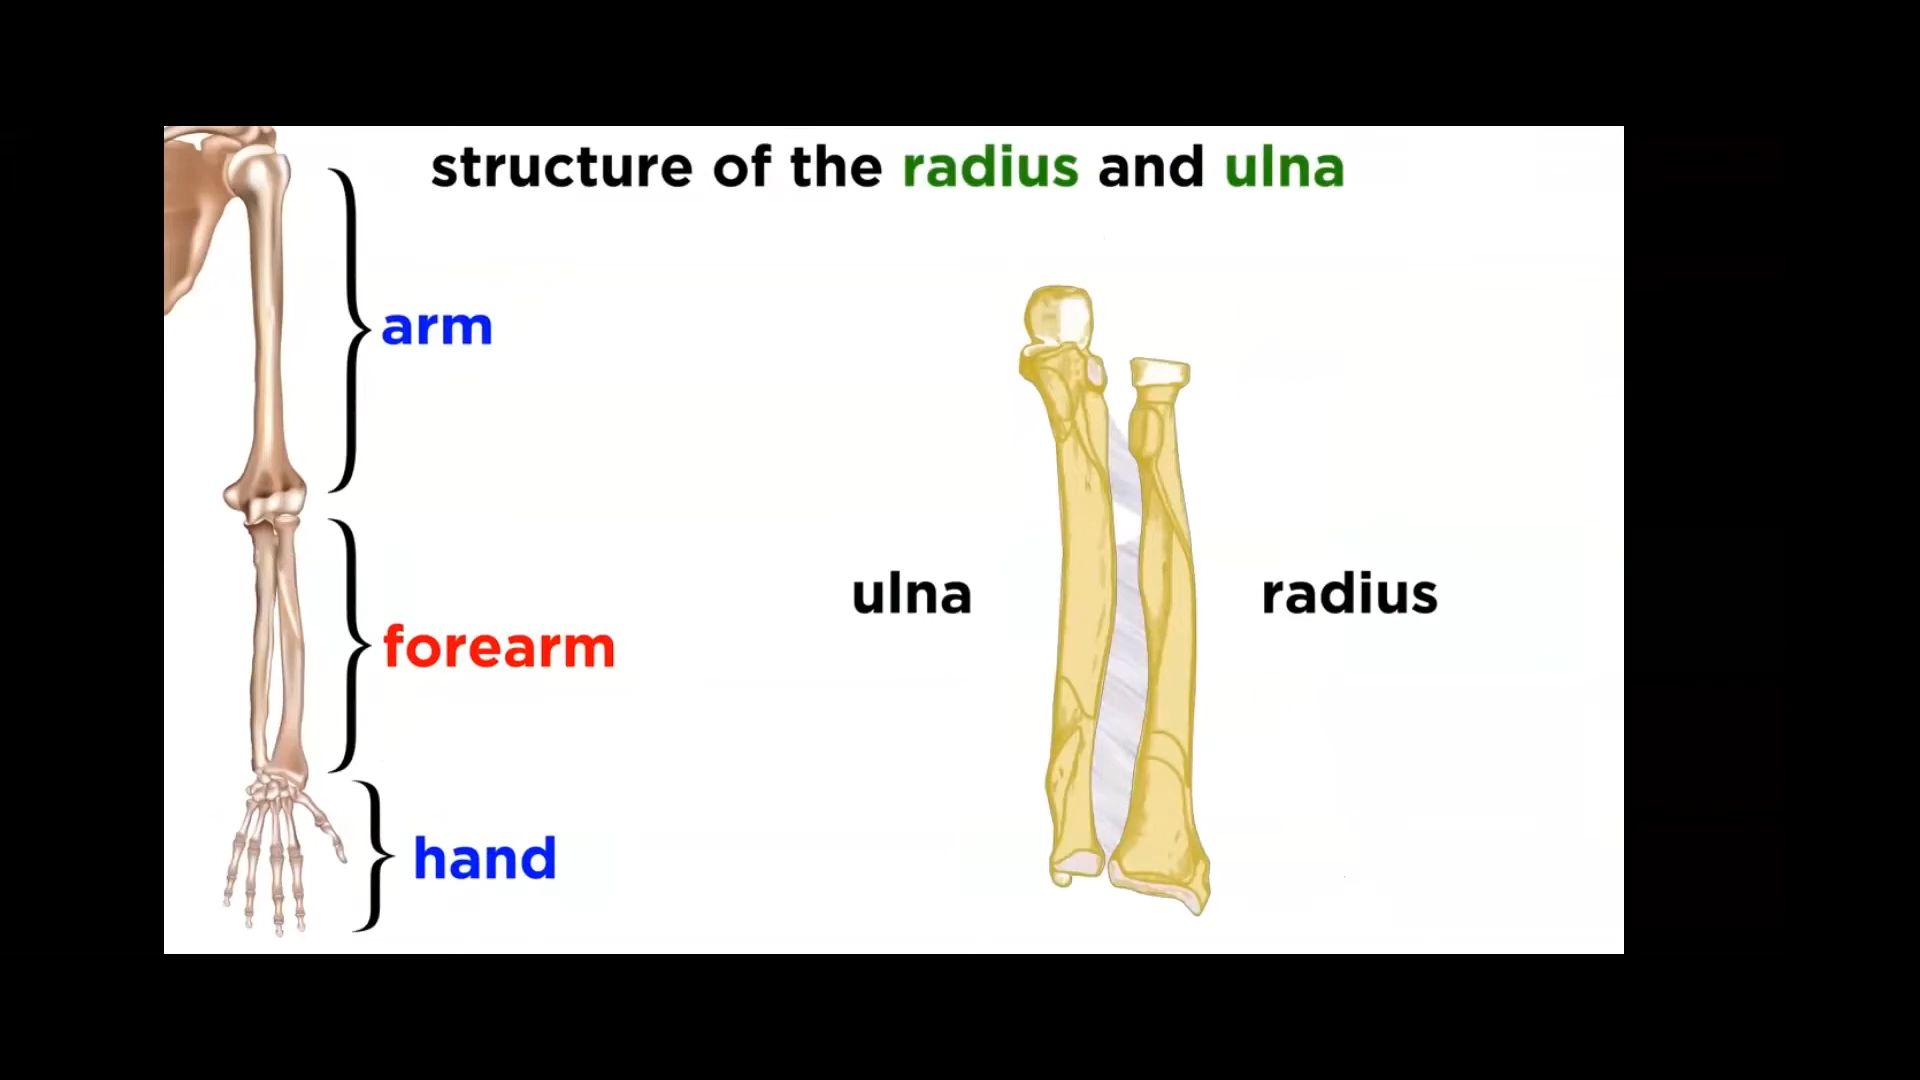 structure of the radius and ulna
arm
forearm
hand
ulna
radius